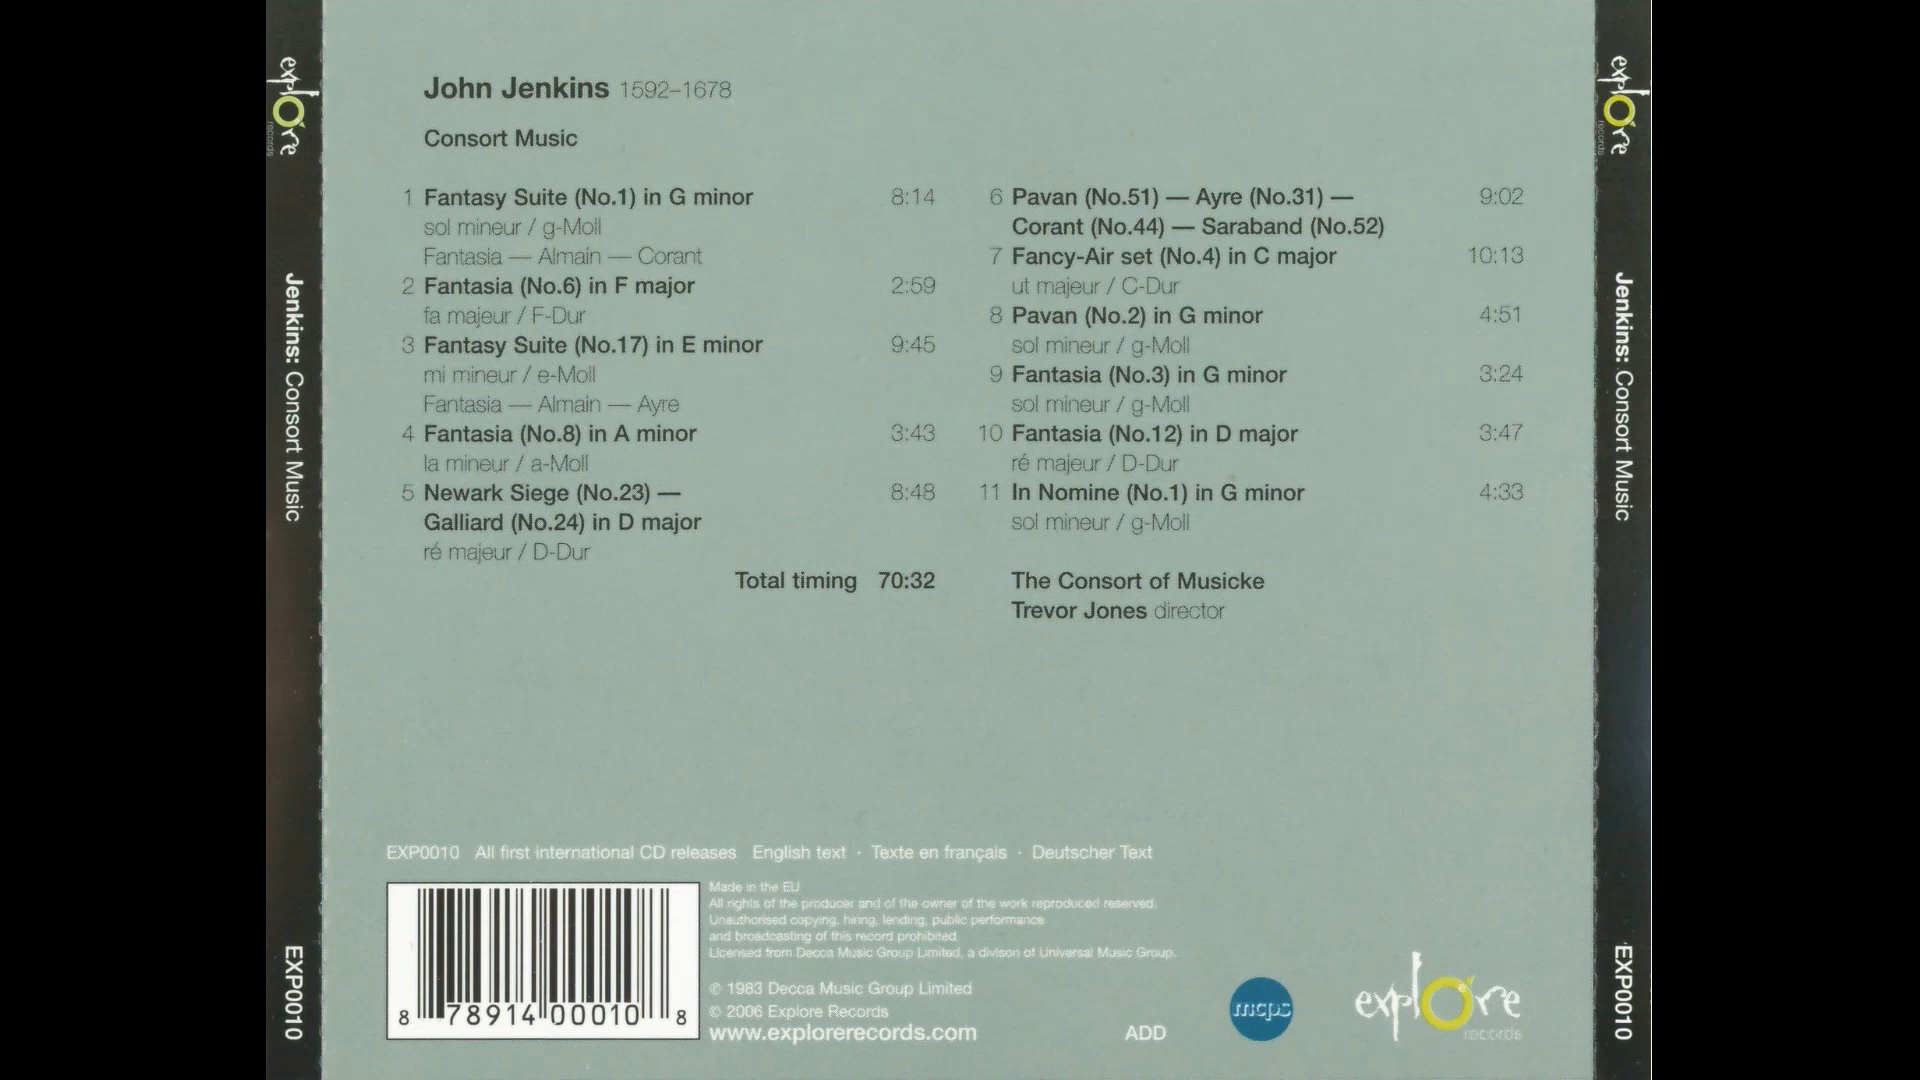 John Jenkins 1592–1678
Consort Music
1 Fantasy Suite (No.1) in G minor 8:14
sol mineur / g-Moll
Fantasia — Almain — Corant
2 Fantasia (No.6) in F major 2:59
fa majeur / F-Dur
3 Fantasy Suite (No.17) in E minor 9:45
mi mineur / e-Moll
Fantasia — Almain — Ayre
4 Fantasia (No.8) in A minor 3:43
la mineur / a-Moll
5 Newark Siege (No.23) — 8:48
Galliard (No.24) in D major
ré majeur / D-Dur
Total timing 70:32
6 Pavan (No.51) — Ayre (No.31) — 9:02
Corant (No.44) — Saraband (No.52)
7 Fancy-Air set (No.4) in C major 10:13
ut majeur / C-Dur
8 Pavan (No.2) in G minor 4:51
sol mineur / g-Moll
9 Fantasia (No.3) in G minor 3:24
sol mineur / g-Moll
10 Fantasia (No.12) in D major 3:47
ré majeur / D-Dur
11 In Nomine (No.1) in G minor 4:33
sol mineur / g-Moll
The Consort of Musicke
Trevor Jones director
EXP0010 All first international CD releases English text · Texte en français · Deutscher Text
Made in the EU
All rights of the producer and of the owner of the work reproduced reserved.
Unauthorised copying, hiring, lending, public performance
and broadcasting of this record prohibited.
Licensed from Decca Music Group Limited, a divison of Universal Music Group.
℗ 1983 Decca Music Group Limited
© 2006 Explore Records
www.explorerecords.com
ADD
mcps
explore
records
8 78914 00010 8
explore
records
Jenkins: Consort Music
EXP0010
explore
records
Jenkins: Consort Music
EXP0010